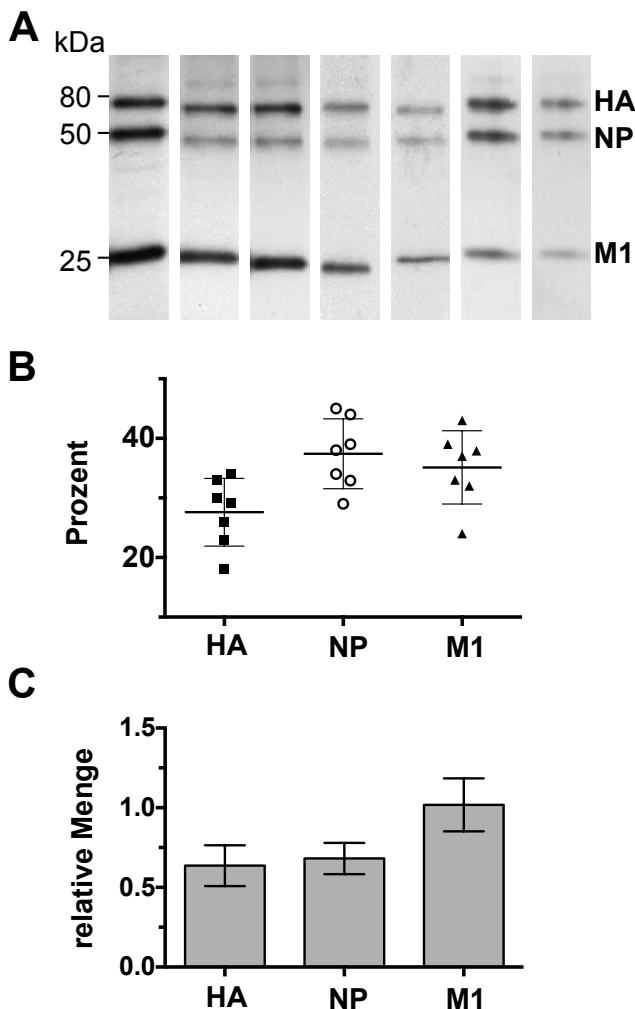 A
kDa
80 HA
50 NP
25 M1
B
Prozent
40
20
HA NP M1
C
relative Menge
1.5
1.0
0.5
0.0
HA NP M1